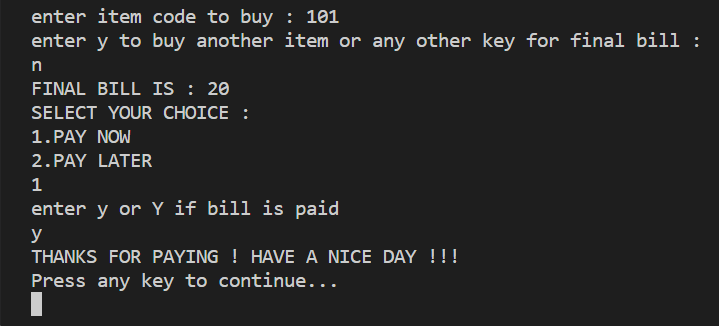 enter item code to buy : 101
enter y to buy another item or any other key for final bill :
n
FINAL BILL IS : 20
SELECT YOUR CHOICE :
1.PAY NOW
2.PAY LATER
1
enter y or Y if bill is paid
y
THANKS FOR PAYING ! HAVE A NICE DAY !!!
Press any key to continue...